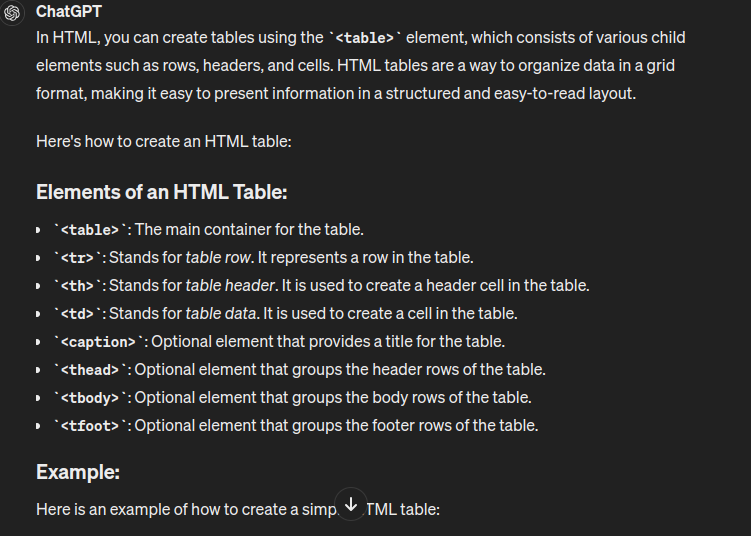 ChatGPT
In HTML, you can create tables using the `<table>` element, which consists of various child
elements such as rows, headers, and cells. HTML tables are a way to organize data in a grid
format, making it easy to present information in a structured and easy-to-read layout.
Here's how to create an HTML table:
Elements of an HTML Table:
• `<table>`: The main container for the table.
• `<tr>`: Stands for table row. It represents a row in the table.
• `<th>`: Stands for table header. It is used to create a header cell in the table.
• `<td>`: Stands for table data. It is used to create a cell in the table.
• `<caption>`: Optional element that provides a title for the table.
• `<thead>`: Optional element that groups the header rows of the table.
• `<tbody>`: Optional element that groups the body rows of the table.
• `<tfoot>`: Optional element that groups the footer rows of the table.
Example:
Here is an example of how to create a table: